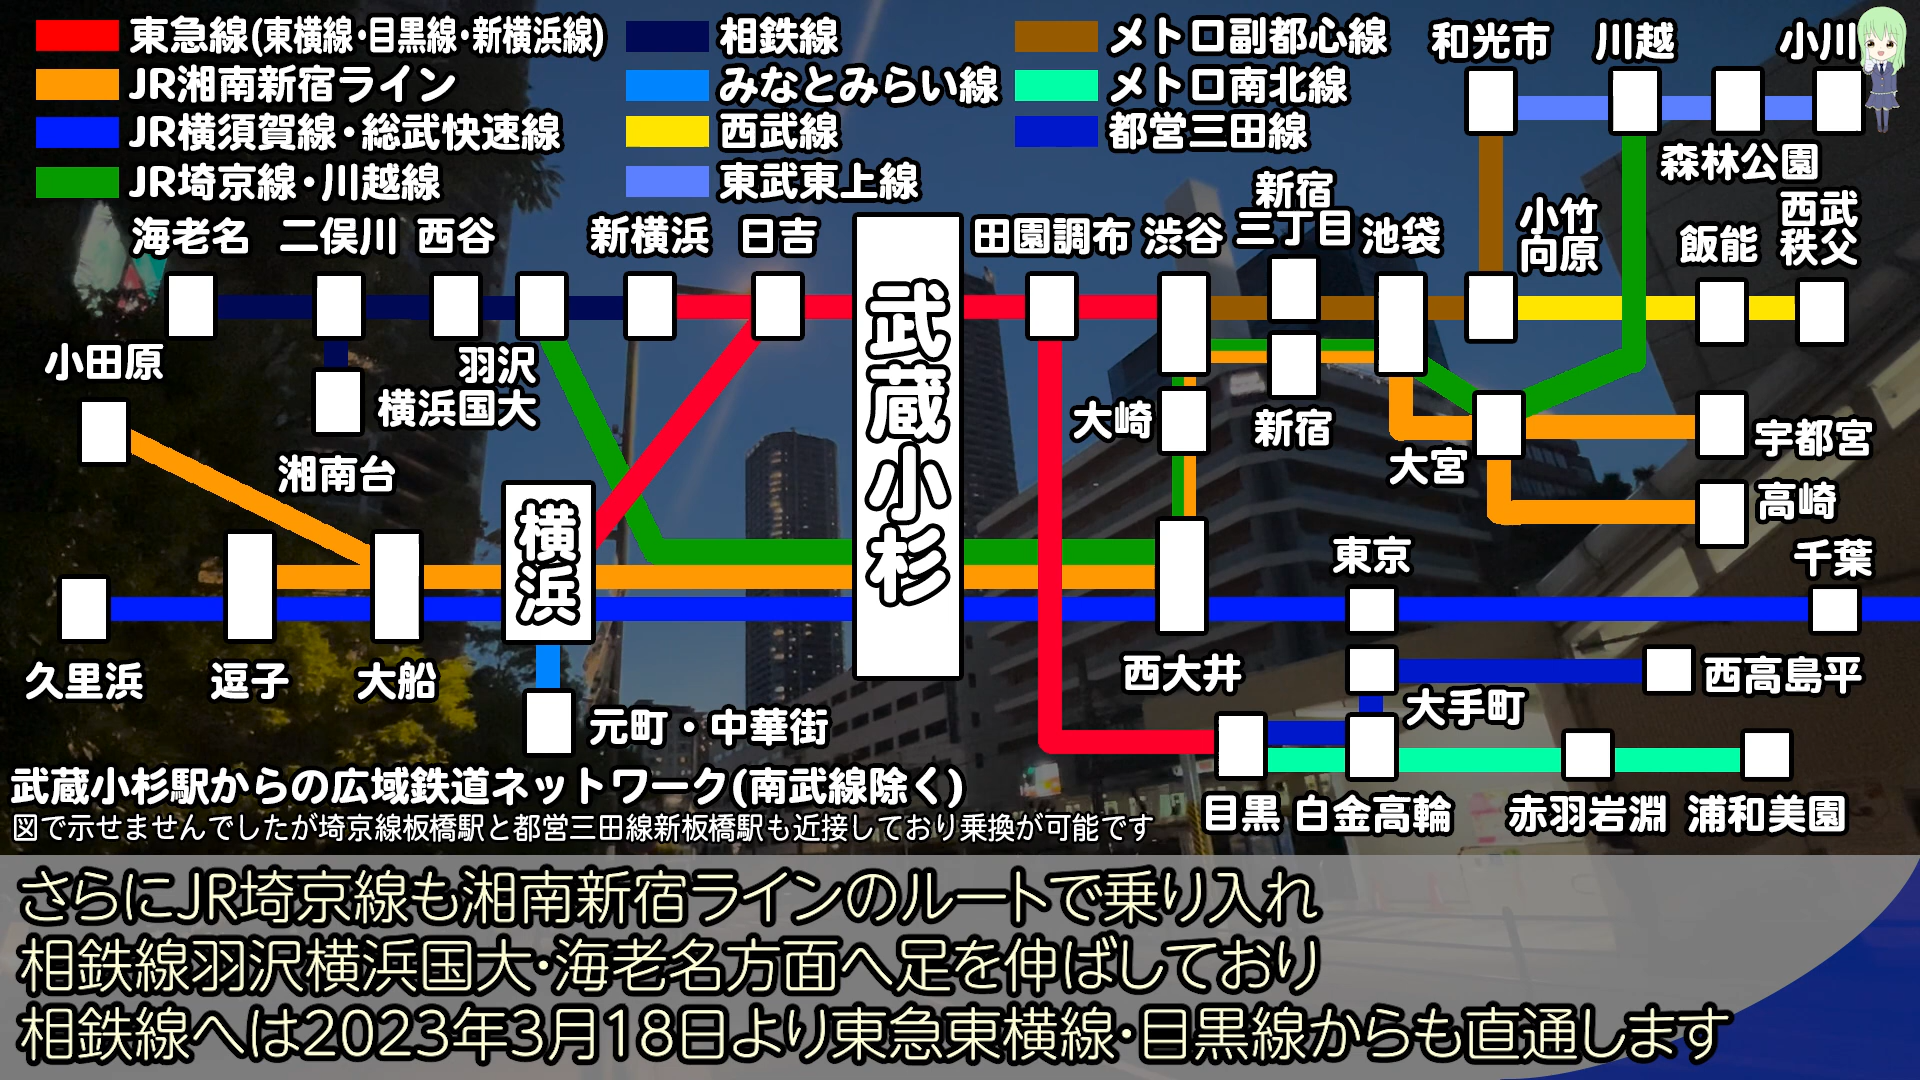 東急線(東横線・目黒線・新横浜線)
JR湘南新宿ライン
JR横須賀線・総武快速線
JR埼京線・川越線
相鉄線
みなとみらい線
西武線
東武東上線
メトロ副都心線
メトロ南北線
都営三田線
和光市
川越
小川
森林公園
海老名
二俣川
西谷
新横浜
日吉
田園調布
渋谷
新宿
三丁目
池袋
小竹
向原
飯能
西武
秩父
小田原
羽沢
横浜国大
湘南台
武蔵小杉
大崎
新宿
大宮
宇都宮
高崎
横浜
東京
千葉
久里浜
逗子
大船
西大井
大手町
西高島平
元町・中華街
目黒
白金高輪
赤羽岩淵
浦和美園
武蔵小杉駅からの広域鉄道ネットワーク(南武線除く)
図で示せませんでしたが埼京線板橋駅と都営三田線新板橋駅も近接しており乗換が可能です
さらにJR埼京線も湘南新宿ラインのルートで乗り入れ
相鉄線羽沢横浜国大・海老名方面へ足を伸ばしており
相鉄線へは2023年3月18日より東急東横線・目黒線からも直通します